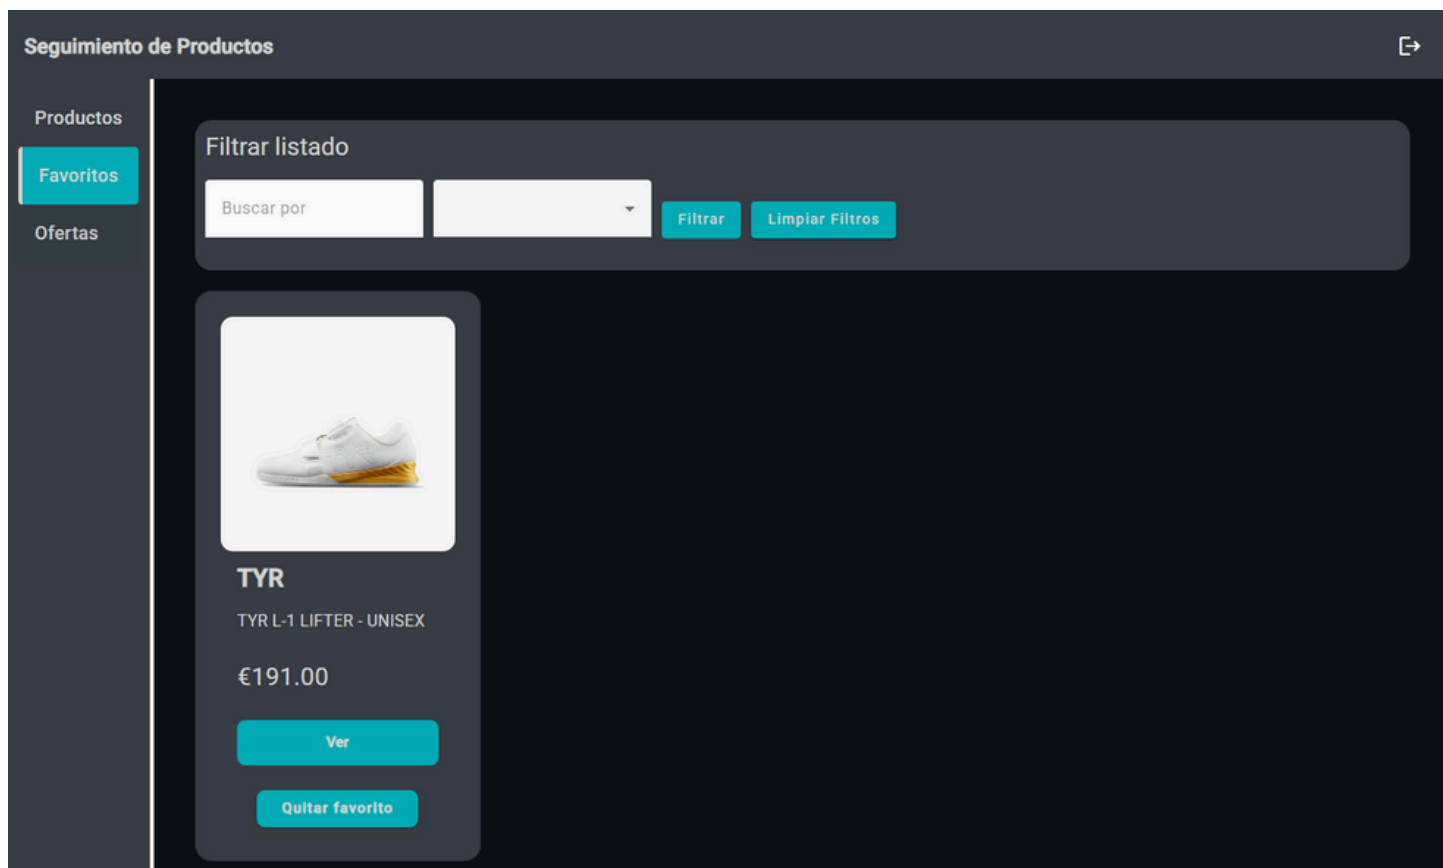 Seguimiento de Productos
Productos
Favoritos
Ofertas
Filtrar listado
Buscar por
Filtrar
Limpiar Filtros
TYR
TYR L-1 LIFTER - UNISEX
€191.00
Ver
Quitar favorito